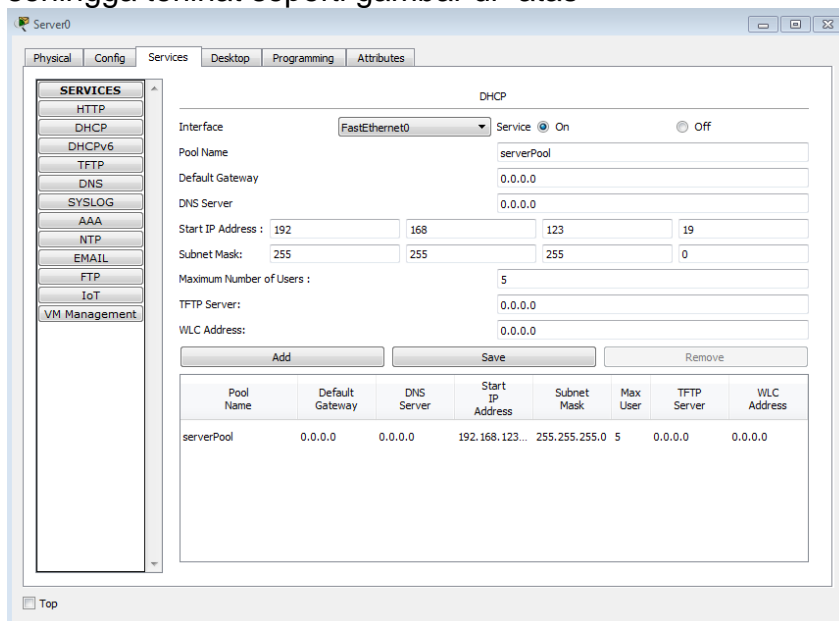 sehingga terlihat seperti gambar di atas
Server0
Physical Config Services Desktop Programming Attributes
SERVICES
HTTP
DHCP
DHCPv6
TFTP
DNS
SYSLOG
AAA
NTP
EMAIL
FTP
IoT
VM Management
DHCP
Interface FastEthernet0 Service On Off
Pool Name serverPool
Default Gateway 0.0.0.0
DNS Server 0.0.0.0
Start IP Address : 192 168 123 19
Subnet Mask: 255 255 255 0
Maximum Number of Users : 5
TFTP Server: 0.0.0.0
WLC Address: 0.0.0.0
Add Save Remove
Pool Name Default Gateway DNS Server Start IP Address Subnet Mask Max User TFTP Server WLC Address
serverPool 0.0.0.0 0.0.0.0 192.168.123... 255.255.255.0 5 0.0.0.0 0.0.0.0
Top